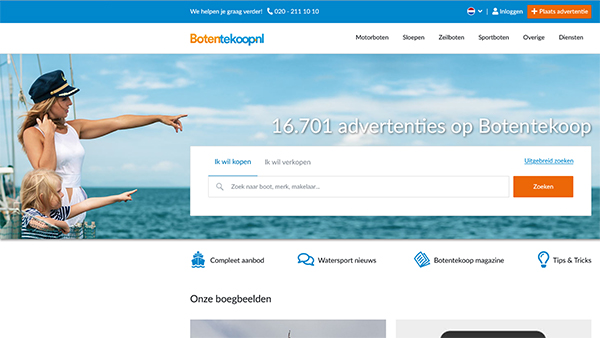 We helpen je graag verder! 020 - 211 10 10 Inloggen Plaats advertentie
Botentekoopnl Motorboten Sloepen Zeilboten Sportboten Overige Diensten
16.701 advertenties op Botentekoop
Ik wil kopen Ik wil verkopen Uitgebreid zoeken
Zoek naar boot, merk, makelaar... Zoeken
Compleet aanbod Watersport nieuws Botentekoop magazine Tips & Tricks
Onze boegbeelden